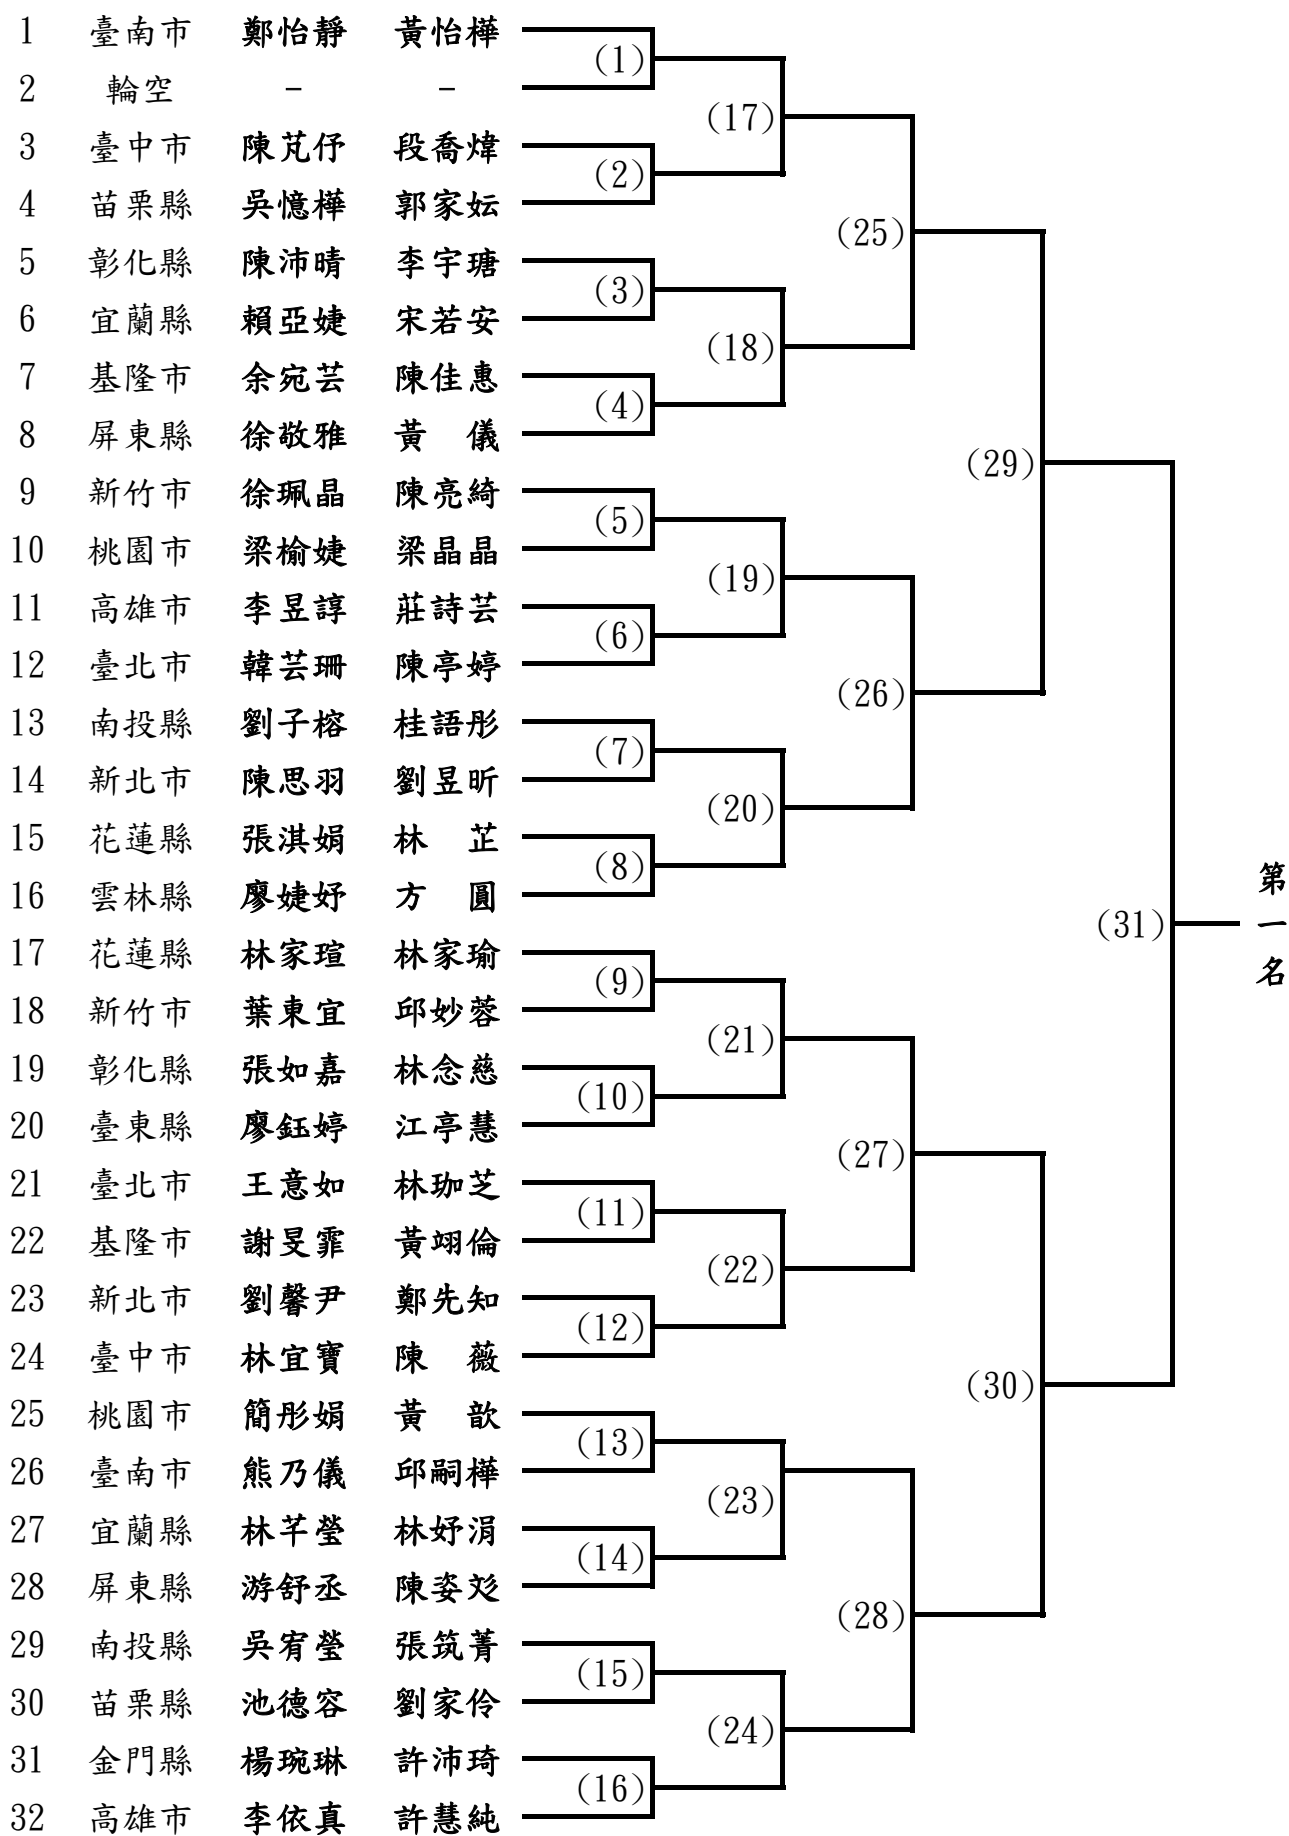 1 臺南市 鄭怡靜 黃怡樺
(1)
2 輪空 - -
(17)
3 臺中市 陳芃伃 段喬煒
(2)
4 苗栗縣 吳憶樺 郭家妘
(25)
5 彰化縣 陳沛晴 李宇瑭
(3)
6 宜蘭縣 賴亞婕 宋若安
(18)
7 基隆市 余宛芸 陳佳惠
(4)
8 屏東縣 徐敬雅 黃 儀
(29)
9 新竹市 徐珮晶 陳亮綺
(5)
10 桃園市 梁榆婕 梁晶晶
(19)
11 高雄市 李昱諄 莊詩芸
(6)
12 臺北市 韓芸珊 陳亭婷
(26)
13 南投縣 劉子榕 桂語彤
(7)
14 新北市 陳思羽 劉昱昕
(20)
15 花蓮縣 張淇娟 林 芷
(8)
16 雲林縣 廖婕妤 方 圓
(31)
第一名
17 花蓮縣 林家瑄 林家瑜
(9)
18 新竹市 葉東宜 邱妙蓉
(21)
19 彰化縣 張如嘉 林念慈
(10)
20 臺東縣 廖鈺婷 江亭慧
(27)
21 臺北市 王意如 林珈芝
(11)
22 基隆市 謝旻霏 黃翊倫
(22)
23 新北市 劉馨尹 鄭先知
(12)
24 臺中市 林宜寶 陳 薇
(30)
25 桃園市 簡彤娟 黃 歆
(13)
26 臺南市 熊乃儀 邱嗣樺
(23)
27 宜蘭縣 林芊瑩 林妤涓
(14)
28 屏東縣 游舒丞 陳姿彣
(28)
29 南投縣 吳宥瑩 張筑菁
(15)
30 苗栗縣 池德容 劉家伶
(24)
31 金門縣 楊琬琳 許沛琦
(16)
32 高雄市 李依真 許慧純